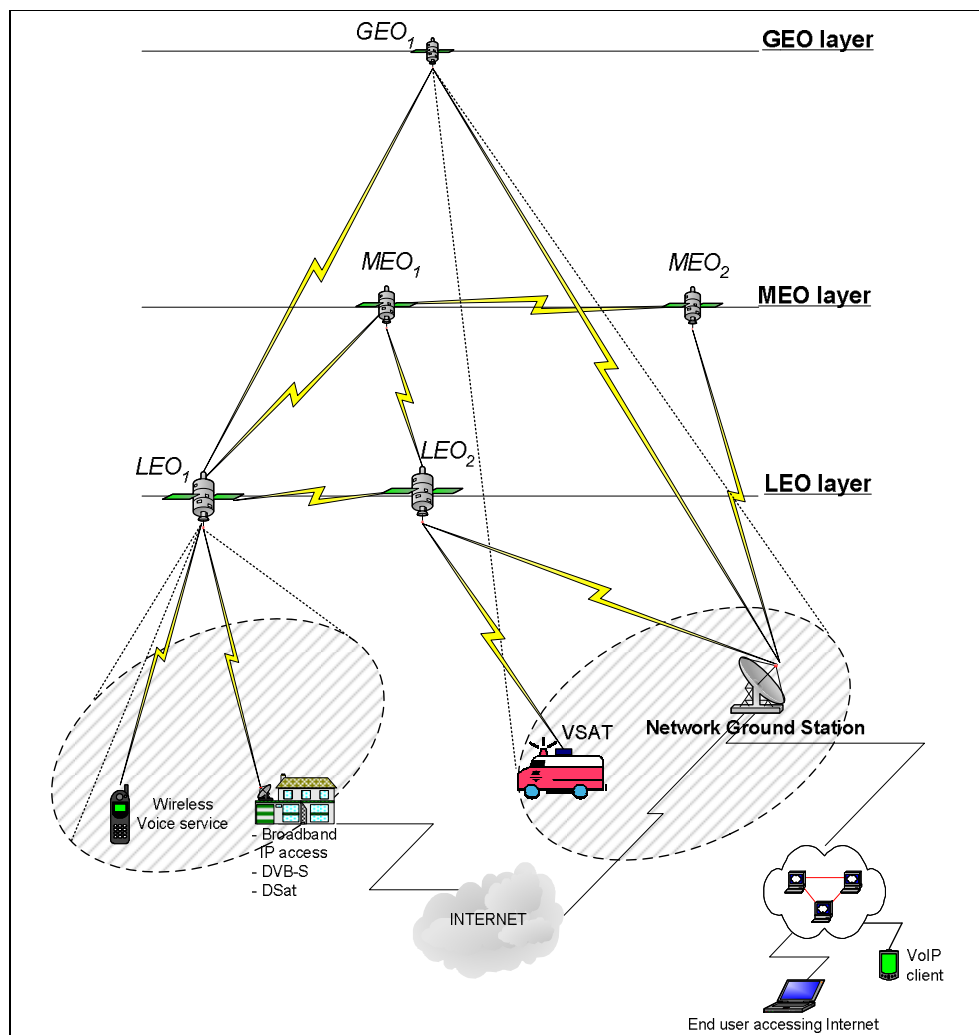 GEO1
GEO layer
MEO1
MEO2
MEO layer
LEO1
LEO2
LEO layer
VSAT
Network Ground Station
Wireless
Voice service
- Broadband
IP access
- DVB-S
- DSat
INTERNET
VoIP
client
End user accessing Internet